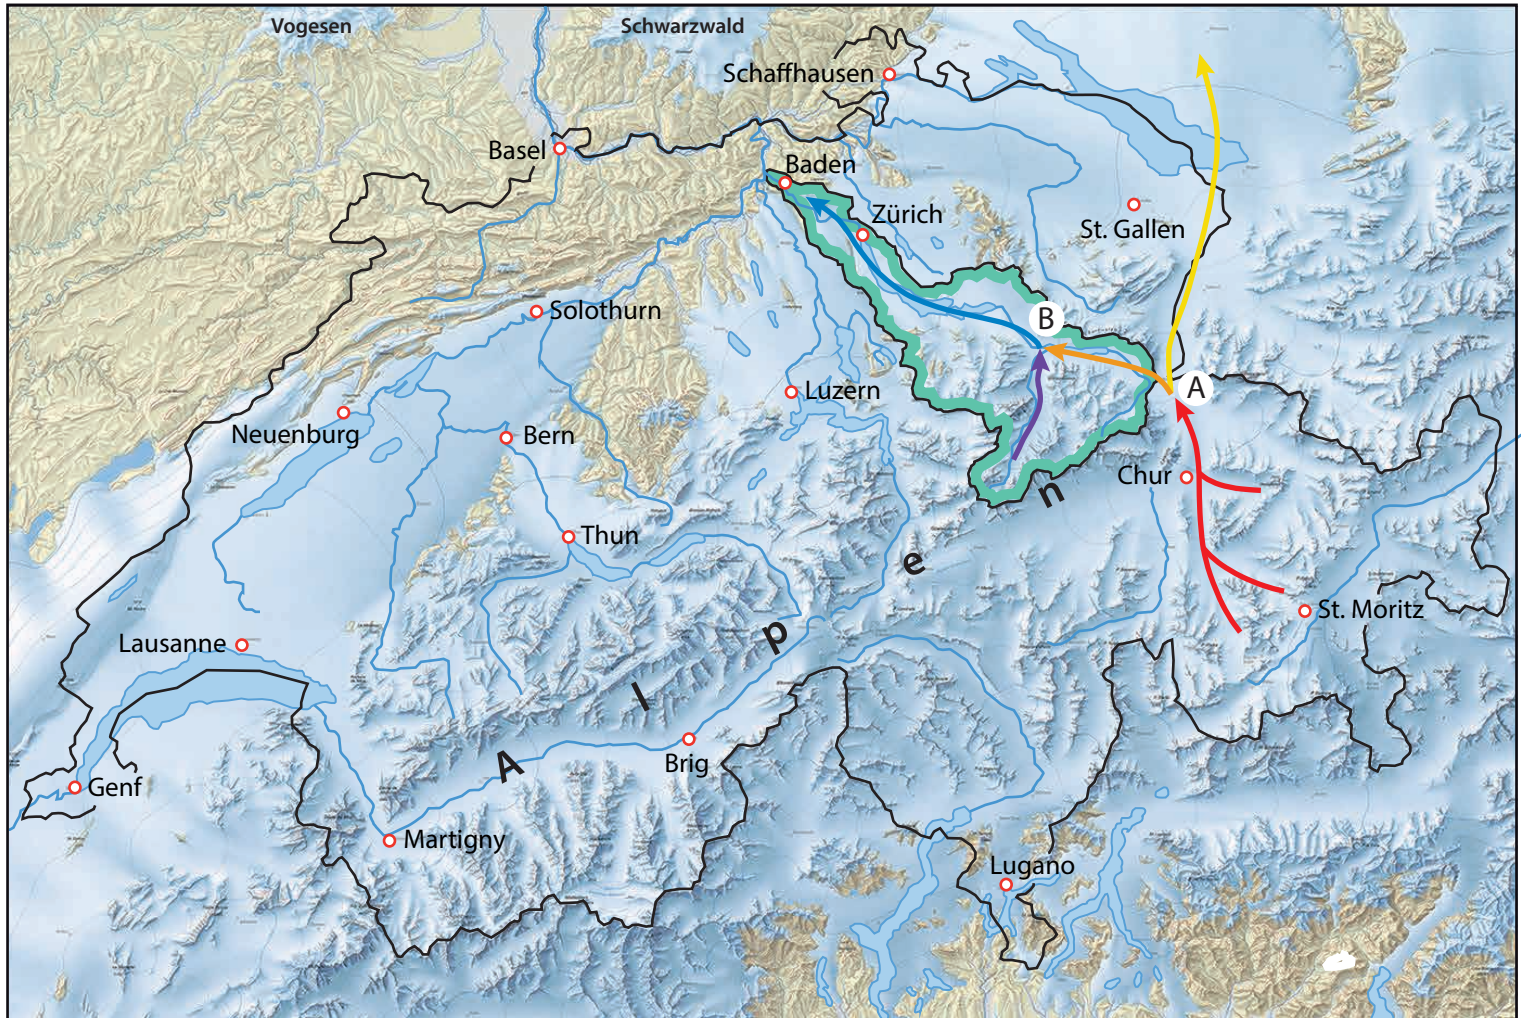 Vogesen
Schwarzwald
Schaffhausen
Basel
Baden
Zürich
St. Gallen
Solothurn
B
A
Luzern
Neuenburg
Bern
Chur
n
Thun
e
St. Moritz
p
Lausanne
l
A
Brig
Genf
Martigny
Lugano